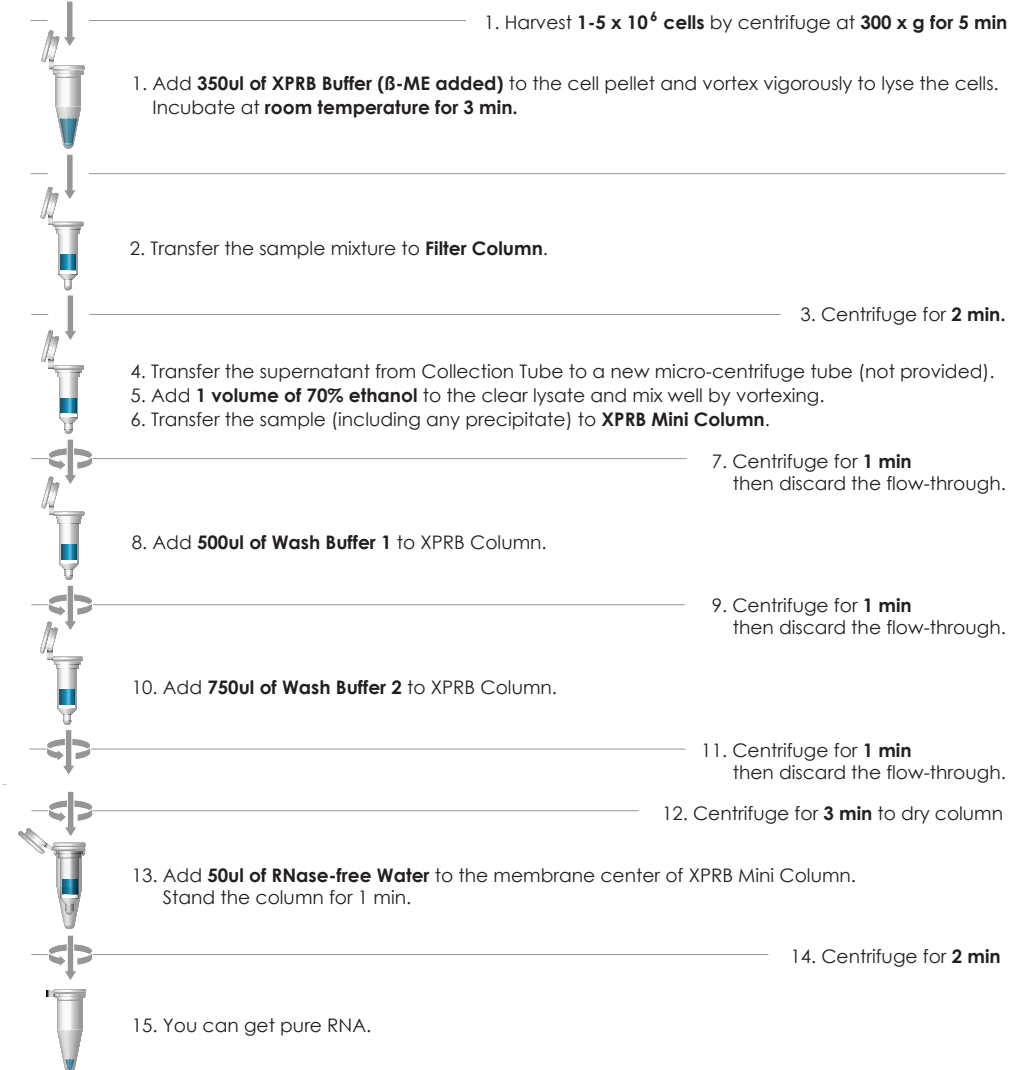 1. Harvest 1-5 x 10⁶ cells by centrifuge at 300 x g for 5 min
1. Add 350ul of XPRB Buffer (ß-ME added) to the cell pellet and vortex vigorously to lyse the cells.
Incubate at room temperature for 3 min.
2. Transfer the sample mixture to Filter Column.
3. Centrifuge for 2 min.
4. Transfer the supernatant from Collection Tube to a new micro-centrifuge tube (not provided).
5. Add 1 volume of 70% ethanol to the clear lysate and mix well by vortexing.
6. Transfer the sample (including any precipitate) to XPRB Mini Column.
7. Centrifuge for 1 min
then discard the flow-through.
8. Add 500ul of Wash Buffer 1 to XPRB Column.
9. Centrifuge for 1 min
then discard the flow-through.
10. Add 750ul of Wash Buffer 2 to XPRB Column.
11. Centrifuge for 1 min
then discard the flow-through.
12. Centrifuge for 3 min to dry column
13. Add 50ul of RNase-free Water to the membrane center of XPRB Mini Column.
Stand the column for 1 min.
14. Centrifuge for 2 min
15. You can get pure RNA.